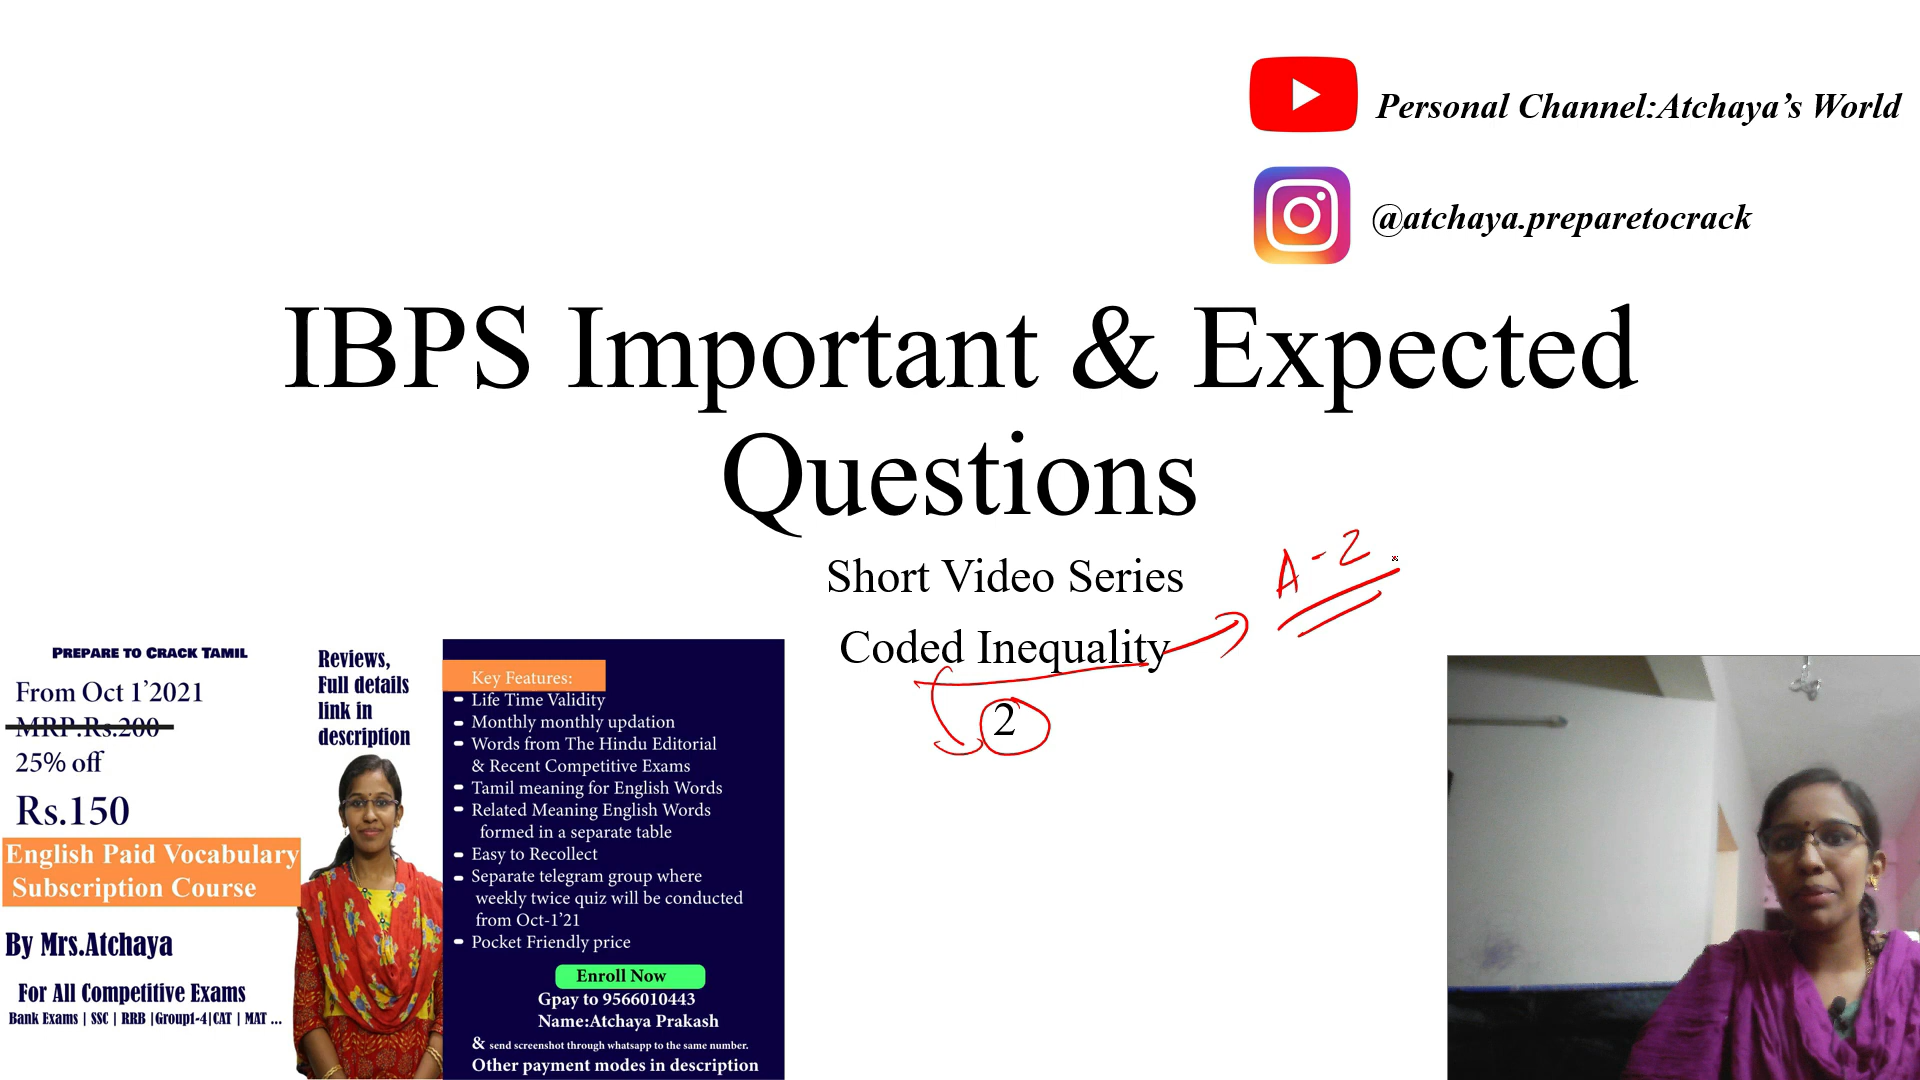 Personal Channel:Atchaya’s World
@atchaya.preparetocrack
IBPS Important & Expected
Questions
Short Video Series
Coded Inequality
2
A-2
PREPARE TO CRACK TAMIL
From Oct 1’2021
MRP.Rs.200
25% off
Rs.150
English Paid Vocabulary
Subscription Course
By Mrs.Atchaya
For All Competitive Exams
Bank Exams | SSC | RRB |Group1-4|CAT | MAT ...
Reviews,
Full details
link in
description
Key Features:
Life Time Validity
Monthly monthly updation
Words from The Hindu Editorial
& Recent Competitive Exams
Tamil meaning for English Words
Related Meaning English Words
formed in a separate table
Easy to Recollect
Separate telegram group where
weekly twice quiz will be conducted
from Oct-1’21
Pocket Friendly price
Enroll Now
Gpay to 9566010443
Name:Atchaya Prakash
& send screenshot through whatsapp to the same number.
Other payment modes in description